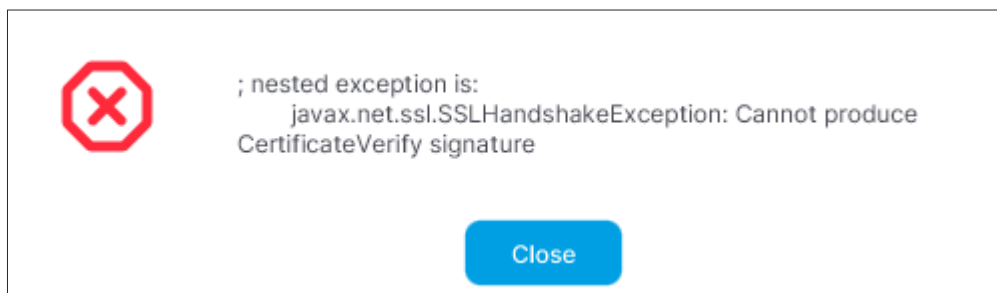 ; nested exception is:
javax.net.ssl.SSLHandshakeException: Cannot produce
CertificateVerify signature
Close